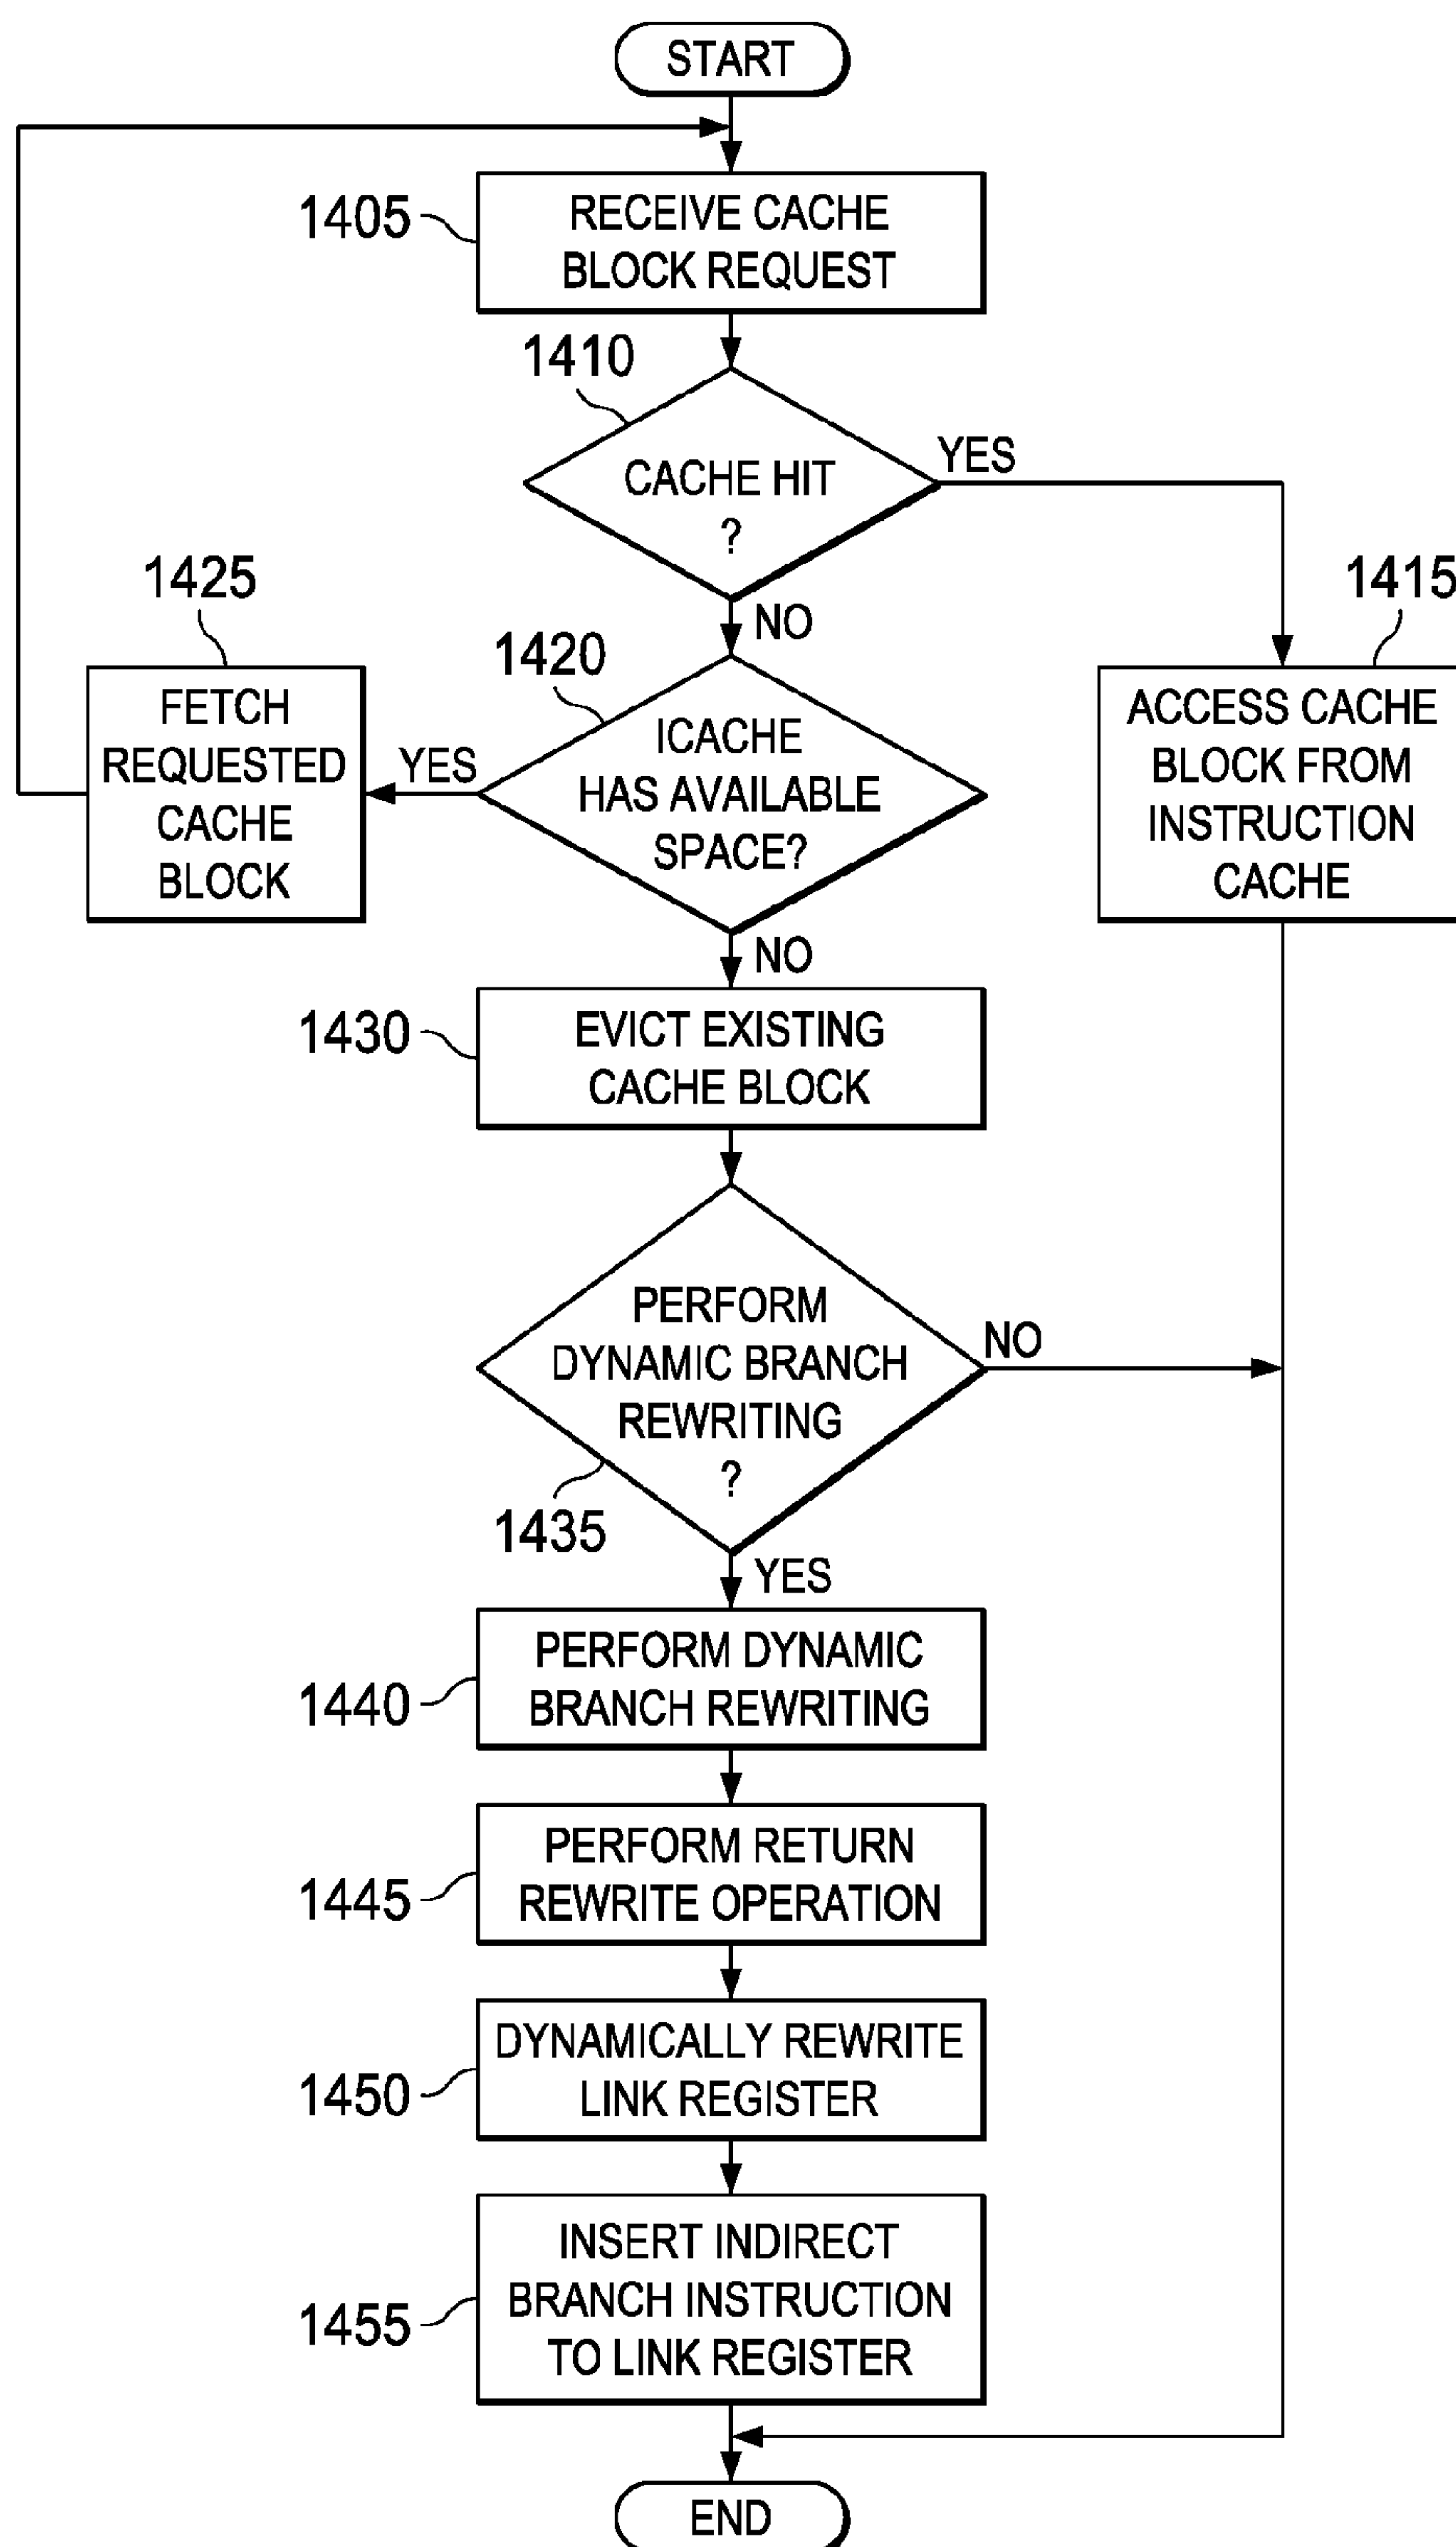 START
1405
RECEIVE CACHE
BLOCK REQUEST
1410
CACHE HIT
?
YES
NO
1415
ACCESS CACHE
BLOCK FROM
INSTRUCTION
CACHE
1420
ICACHE
HAS AVAILABLE
SPACE?
YES
NO
1425
FETCH
REQUESTED
CACHE
BLOCK
1430
EVICT EXISTING
CACHE BLOCK
PERFORM
DYNAMIC BRANCH
REWRITING
?
1435
NO
YES
1440
PERFORM DYNAMIC
BRANCH REWRITING
1445
PERFORM RETURN
REWRITE OPERATION
1450
DYNAMICALLY REWRITE
LINK REGISTER
1455
INSERT INDIRECT
BRANCH INSTRUCTION
TO LINK REGISTER
END